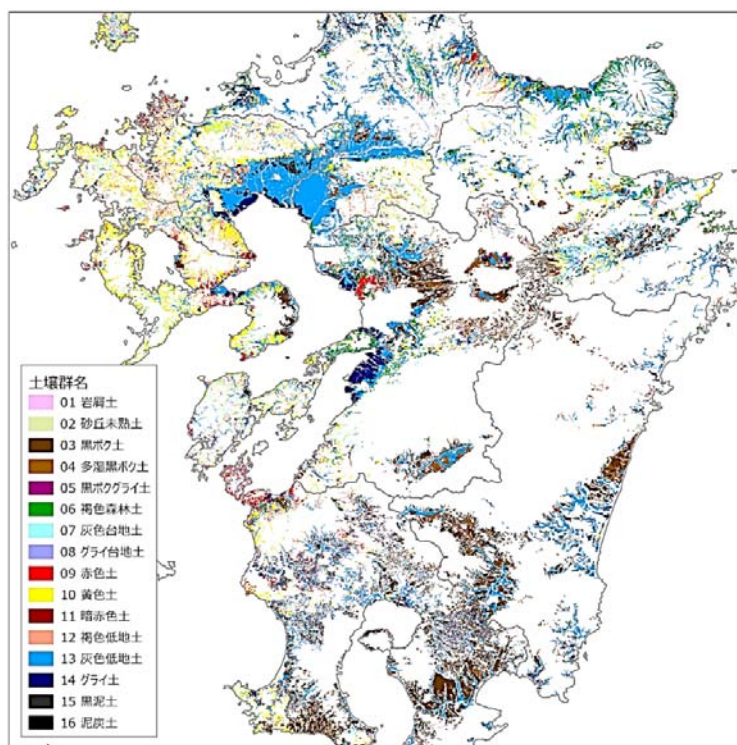 土壌群名
01 岩屑土
02 砂丘未熟土
03 黒ボク土
04 多湿黒ボク土
05 黒ボクグライ土
06 褐色森林土
07 灰色台地土
08 グライ台地土
09 赤色土
10 黄色土
11 暗赤色土
12 褐色低地土
13 灰色低地土
14 グライ土
15 黒泥土
16 泥炭土